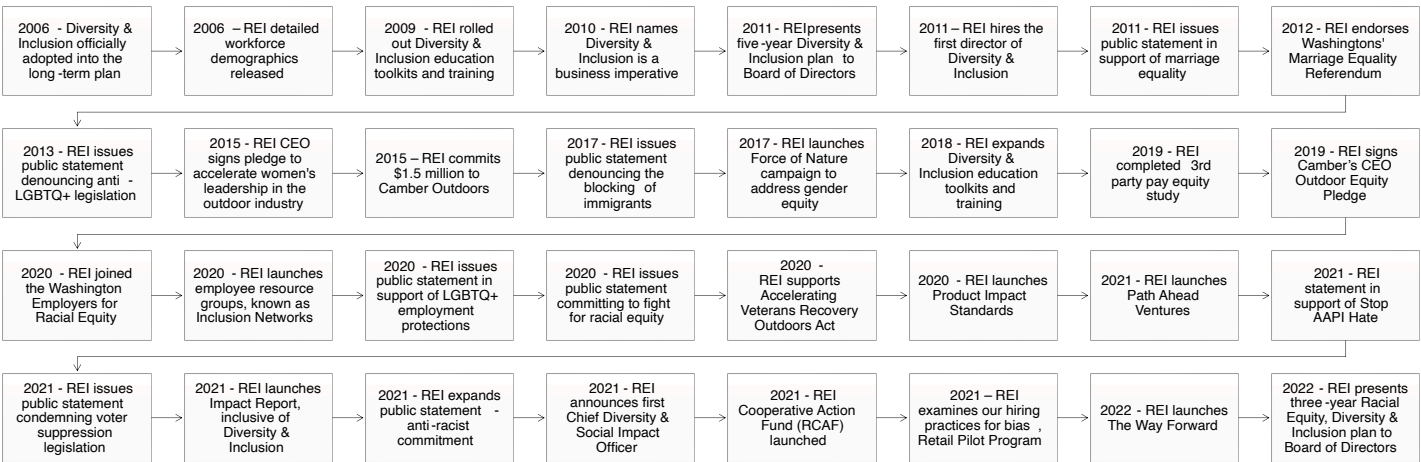 2006 - Diversity &
Inclusion officially
adopted into the
long -term plan
2006 – REI detailed
workforce
demographics
released
2009 - REI rolled
out Diversity &
Inclusion education
toolkits and training
2010 - REI names
Diversity &
Inclusion is a
business imperative
2011 - REIpresents
five -year Diversity &
Inclusion plan to
Board of Directors
2011 – REI hires the
first director of
Diversity &
Inclusion
2011 - REI issues
public statement in
support of marriage
equality
2012 - REI endorses
Washingtons'
Marriage Equality
Referendum
2013 - REI issues
public statement
denouncing anti -
LGBTQ+ legislation
2015 - REI CEO
signs pledge to
accelerate women's
leadership in the
outdoor industry
2015 – REI commits
$1.5 million to
Camber Outdoors
2017 - REI issues
public statement
denouncing the
blocking of
immigrants
2017 - REI launches
Force of Nature
campaign to
address gender
equity
2018 - REI expands
Diversity &
Inclusion education
toolkits and
training
2019 - REI
completed 3rd
party pay equity
study
2019 - REI signs
Camber's CEO
Outdoor Equity
Pledge
2020 - REI joined
the Washington
Employers for
Racial Equity
2020 - REI launches
employee resource
groups, known as
Inclusion Networks
2020 - REI issues
public statement in
support of LGBTQ+
employment
protections
2020 - REI issues
public statement
committing to fight
for racial equity
2020 -
REI supports
Accelerating
Veterans Recovery
Outdoors Act
2020 - REI launches
Product Impact
Standards
2021 - REI launches
Path Ahead
Ventures
2021 - REI
statement in
support of Stop
AAPI Hate
2021 - REI issues
public statement
condemning voter
suppression
legislation
2021 - REI launches
Impact Report,
inclusive of
Diversity &
Inclusion
2021 - REI expands
public statement -
anti-racist
commitment
2021 - REI
announces first
Chief Diversity &
Social Impact
Officer
2021 - REI
Cooperative Action
Fund (RCAF)
launched
2021 – REI
examines our hiring
practices for bias ,
Retail Pilot Program
2022 - REI launches
The Way Forward
2022 - REI presents
three -year Racial
Equity, Diversity &
Inclusion plan to
Board of Directors